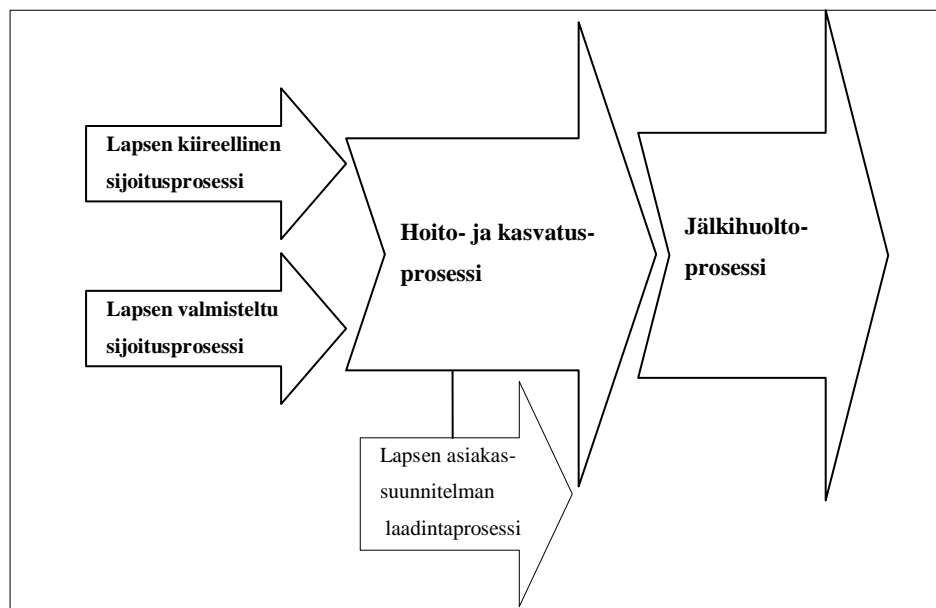 Lapsen kiireellinen
sijoitusprosessi
Lapsen valmisteltu
sijoitusprosessi
Hoito- ja kasvatus-
prosessi
Jälkihuolto-
prosessi
Lapsen asiakas-
suunnitelman
laadintaprosessi